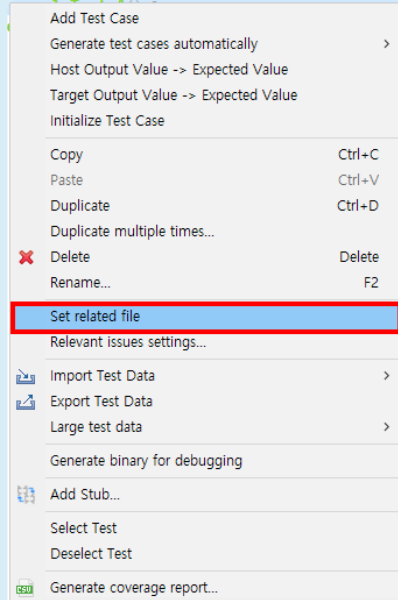 Add Test Case
Generate test cases automatically
Host Output Value -> Expected Value
Target Output Value -> Expected Value
Initialize Test Case
Copy Ctrl+C
Paste Ctrl+V
Duplicate Ctrl+D
Duplicate multiple times...
Delete Delete
Rename... F2
Set related file
Relevant issues settings...
Import Test Data
Export Test Data
Large test data
Generate binary for debugging
Add Stub...
Select Test
Deselect Test
Generate coverage report...